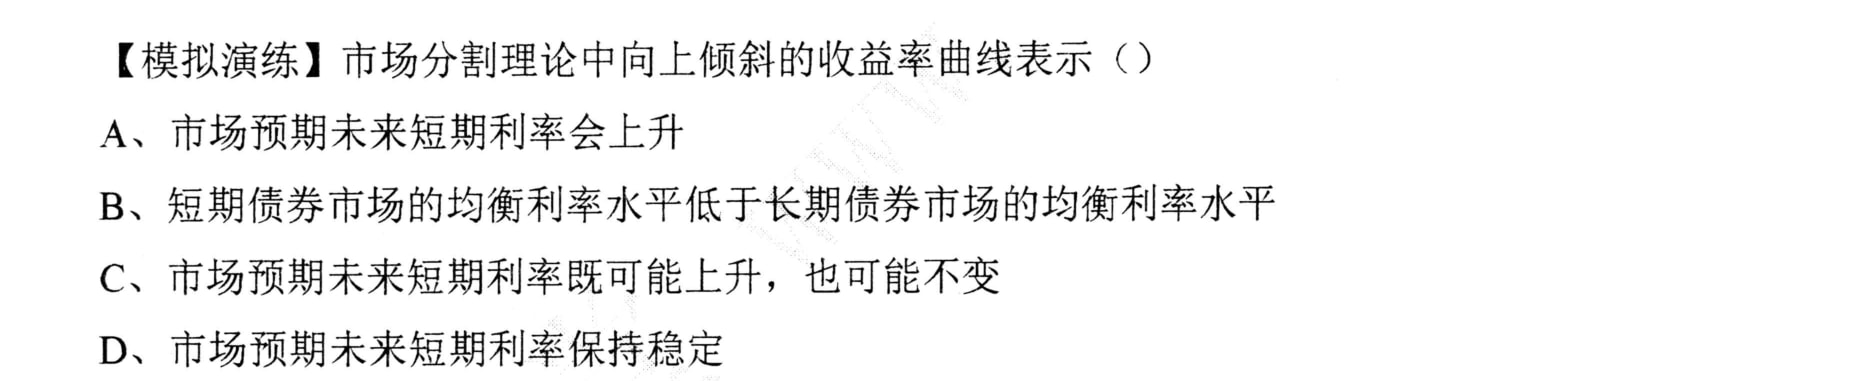 【模拟演练】市场分割理论中向上倾斜的收益率曲线表示（）
A、市场预期未来短期利率会上升
B、短期债券市场的均衡利率水平低于长期债券市场的均衡利率水平
C、市场预期未来短期利率既可能上升，也可能不变
D、市场预期未来短期利率保持稳定